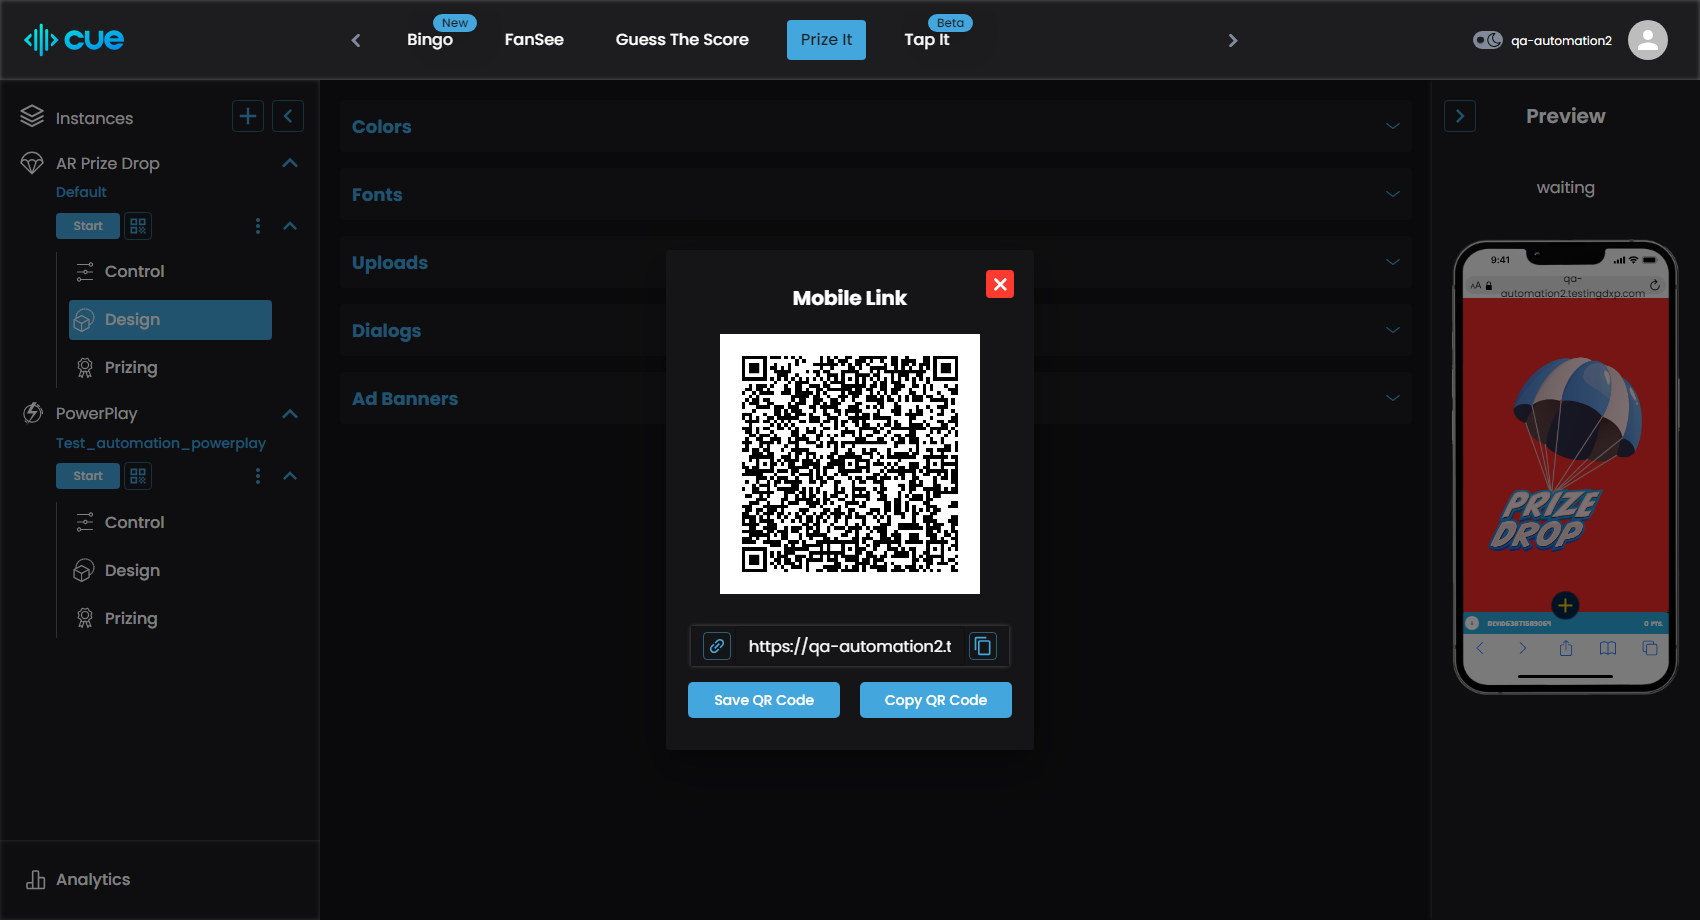 cue
Bingo
New
FanSee
Guess The Score
Prize It
Tap It
Beta
qa-automation2
Instances
AR Prize Drop
Default
Start
Control
Design
Prizing
PowerPlay
Test_automation_powerplay
Start
Control
Design
Prizing
Analytics
Colors
Fonts
Uploads
Dialogs
Ad Banners
Mobile Link
https://qa-automation2.t
Save QR Code
Copy QR Code
Preview
waiting
9:41
AA
qa-
automation2.testingdxp.com
PRIZE
DROP
0 PTS.